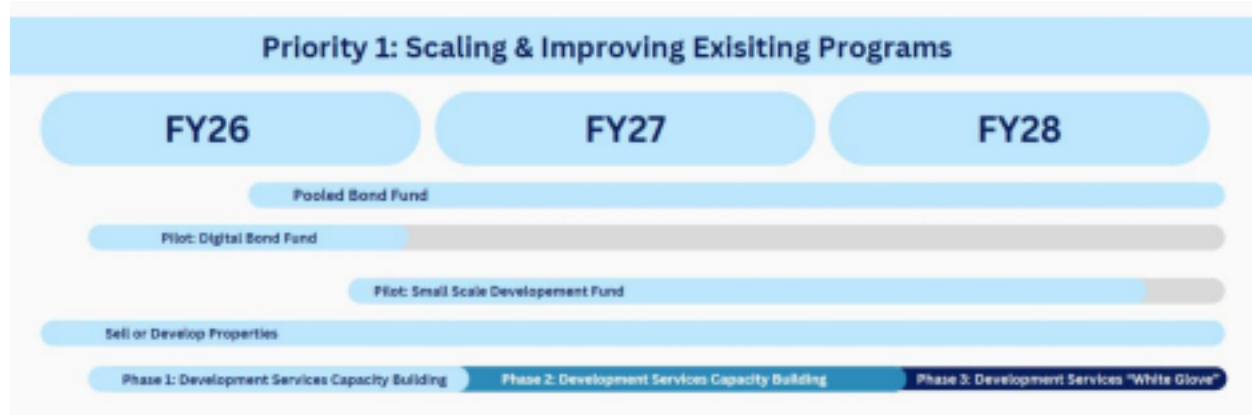 Priority 1: Scaling & Improving Exisiting Programs
FY26
FY27
FY28
Pooled Bond Fund
Pilot: Digital Bond Fund
Pilot: Small Scale Developement Fund
Sell or Develop Properties
Phase 1: Development Services Capacity Building
Phase 2: Development Services Capacity Building
Phase 3: Development Services "White Glove"